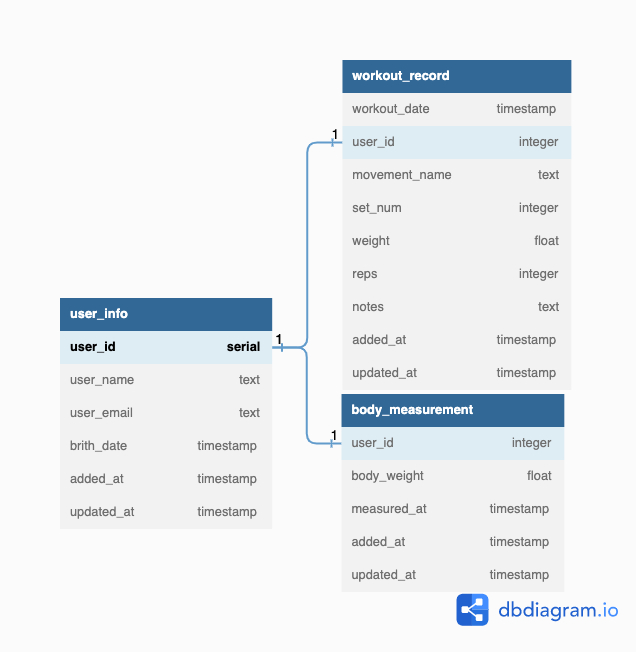 workout_record
workout_date timestamp
1
user_id integer
movement_name text
set_num integer
weight float
reps integer
notes text
added_at timestamp
updated_at timestamp
user_info
1
user_id serial
user_name text
user_email text
brith_date timestamp
added_at timestamp
updated_at timestamp
body_measurement
1
user_id integer
body_weight float
measured_at timestamp
added_at timestamp
updated_at timestamp
dbdiagram.io